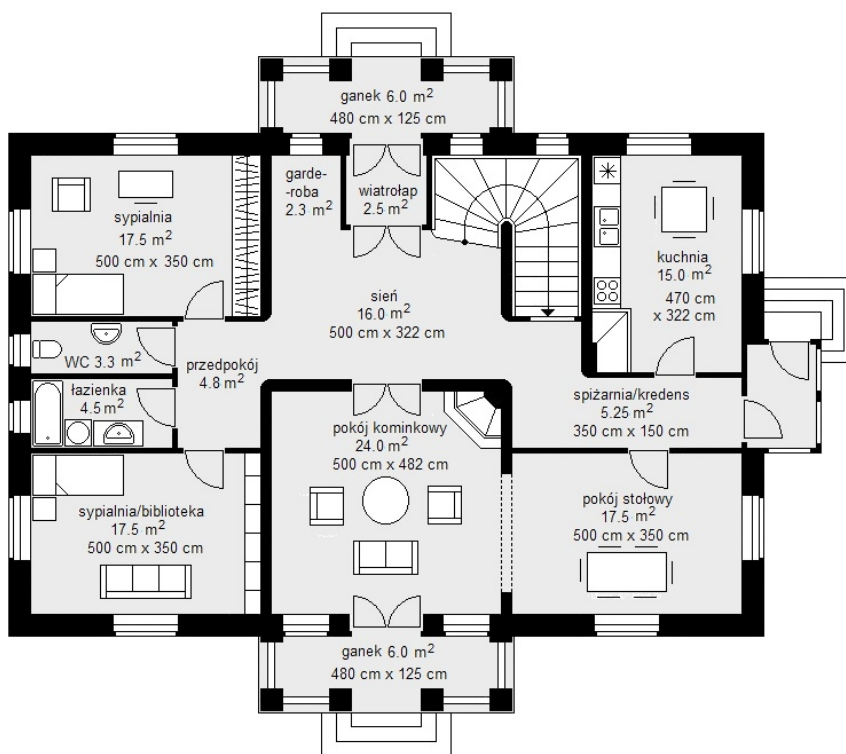 ganek 6.0 m²
480 cm x 125 cm
garde-
-roba
2.3 m²
wiatrołap
2.5 m²
sypialnia
17.5 m²
500 cm x 350 cm
kuchnia
15.0 m²
470 cm
x 322 cm
sień
16.0 m²
500 cm x 322 cm
WC 3.3 m²
przedpokój
4.8 m²
łazienka
4.5 m²
spiżarnia/kredens
5.25 m²
350 cm x 150 cm
pokój kominkowy
24.0 m²
500 cm x 482 cm
sypialnia/biblioteka
17.5 m²
500 cm x 350 cm
pokój stołowy
17.5 m²
500 cm x 350 cm
ganek 6.0 m²
480 cm x 125 cm